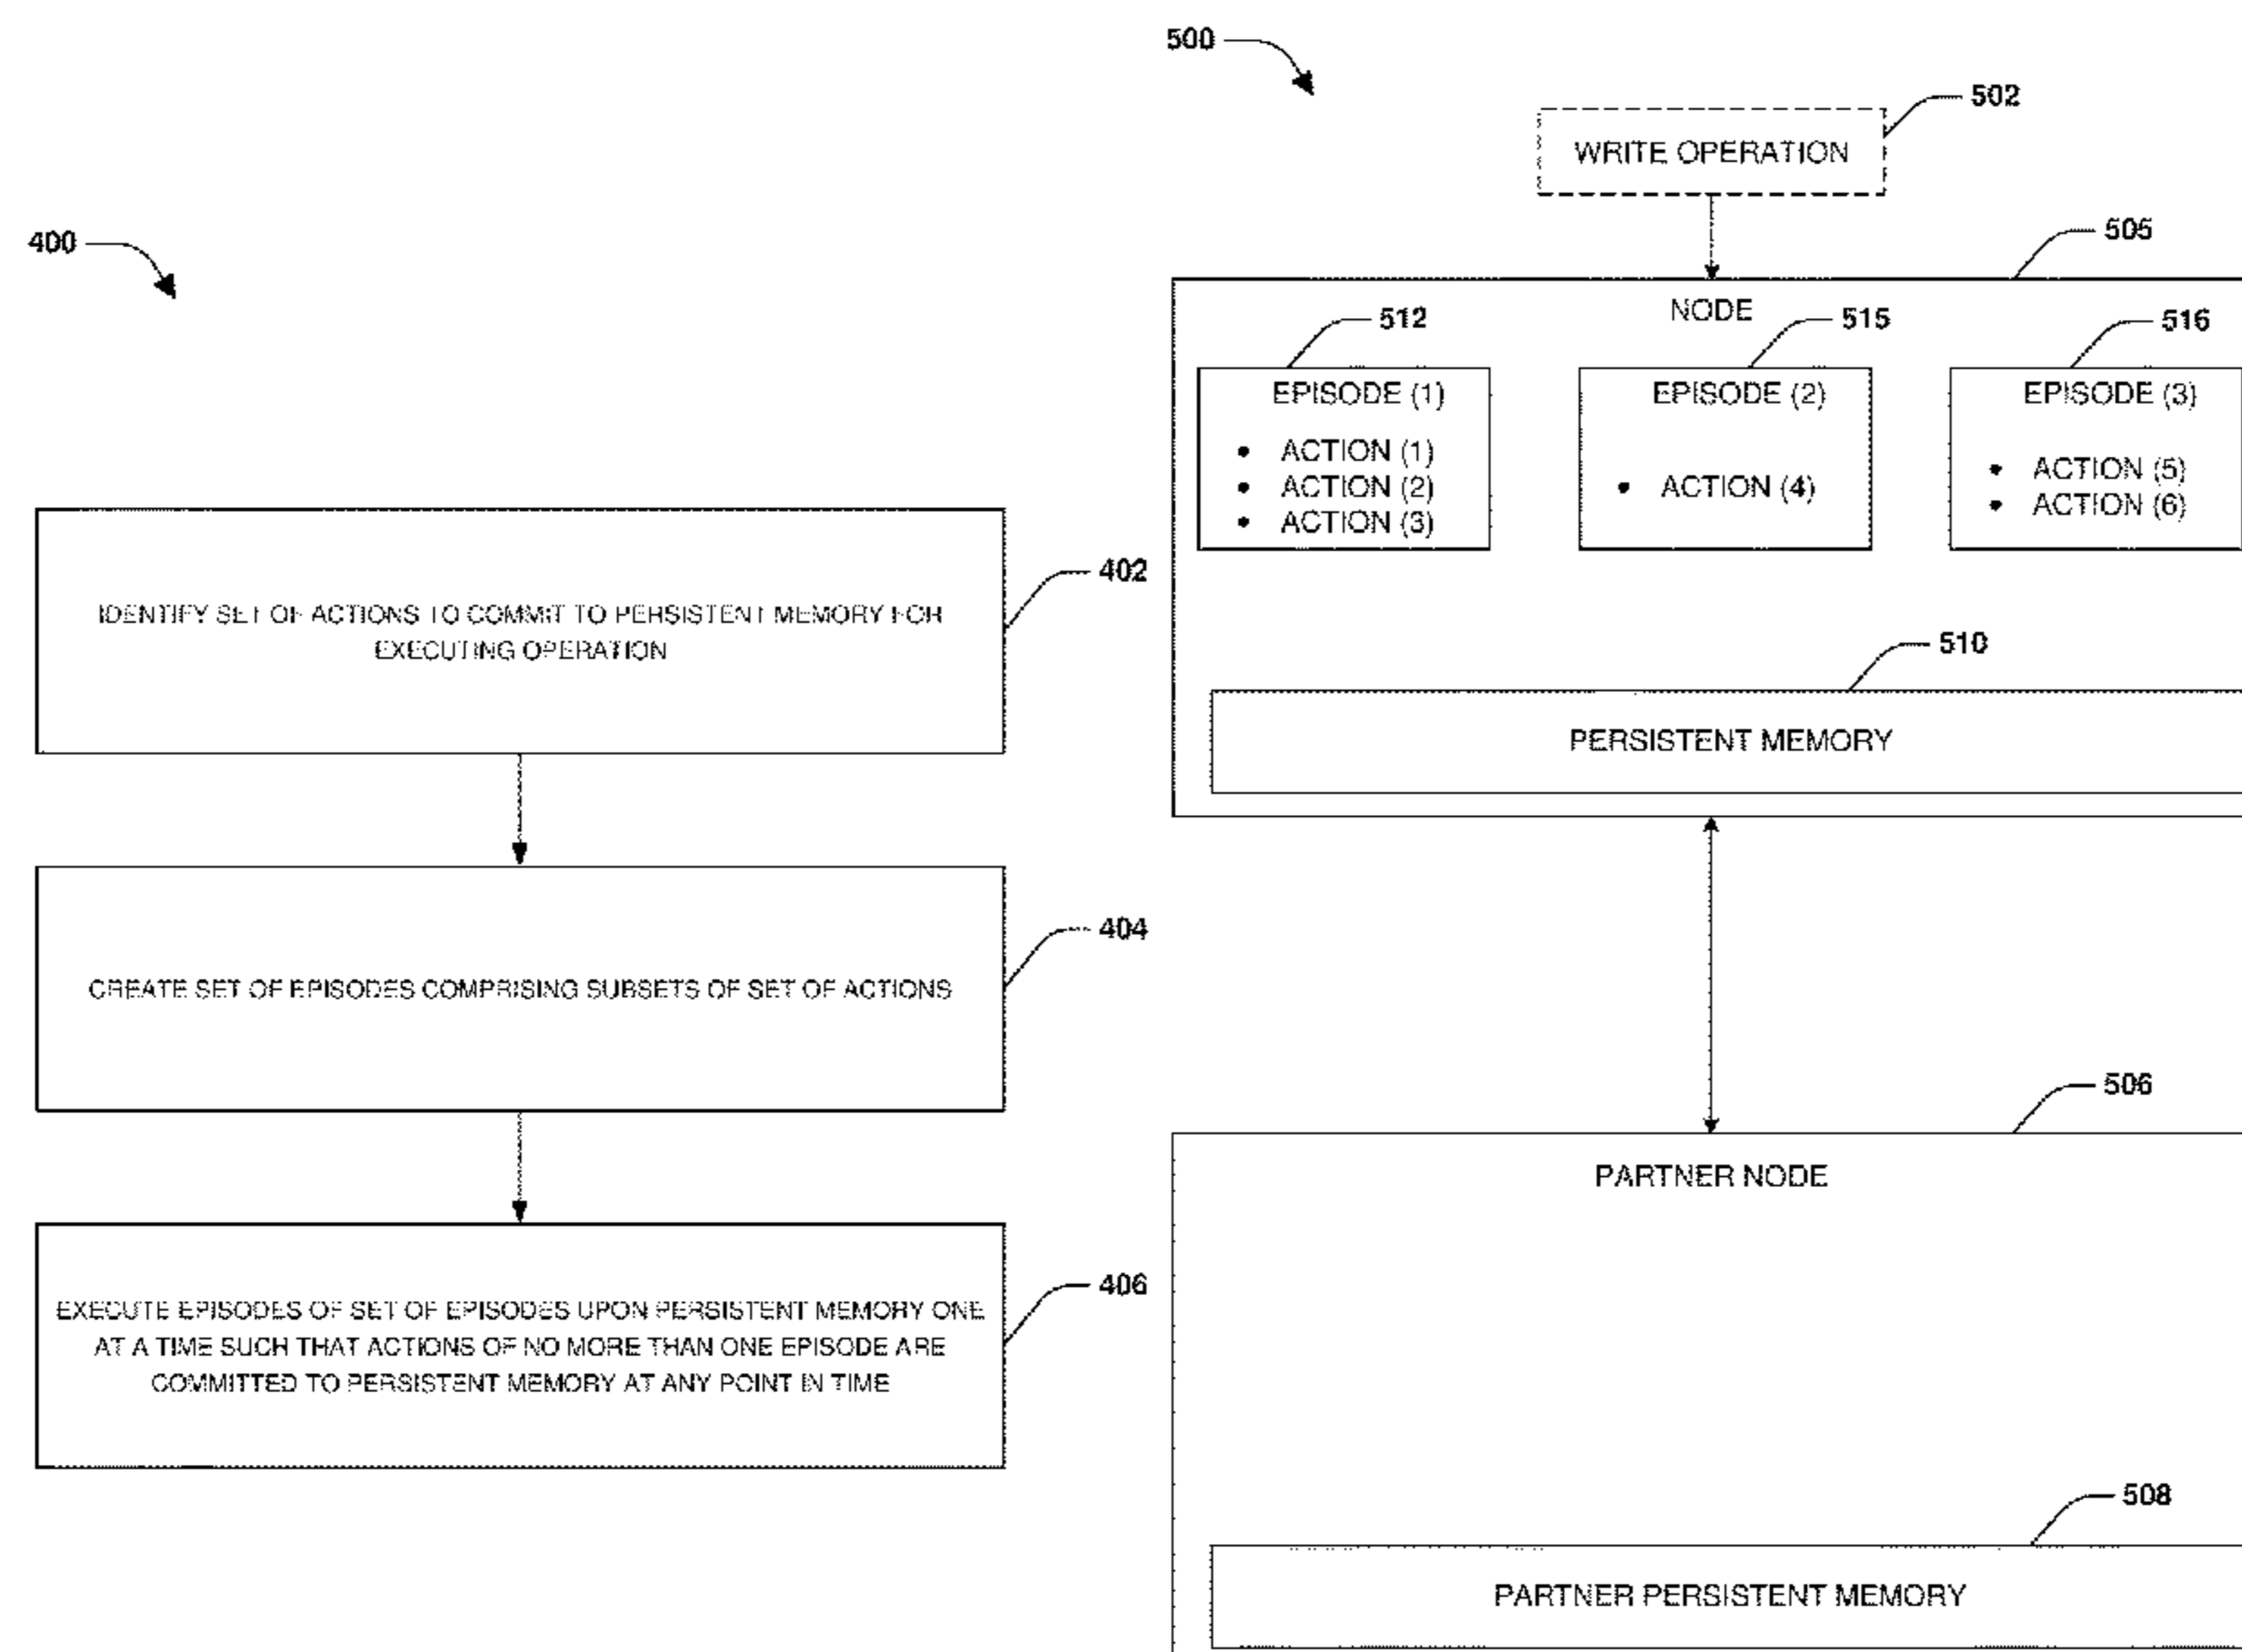 400
402
IDENTIFY SET OF ACTIONS TO COMMIT TO PERSISTENT MEMORY FOR
EXECUTING OPERATION
404
CREATE SET OF EPISODES COMPRISING SUBSETS OF SET OF ACTIONS
406
EXECUTE EPISODES OF SET OF EPISODES UPON PERSISTENT MEMORY ONE
AT A TIME SUCH THAT ACTIONS OF NO MORE THAN ONE EPISODE ARE
COMMITTED TO PERSISTENT MEMORY AT ANY POINT IN TIME
500
502
WRITE OPERATION
505
NODE
512
EPISODE (1)
• ACTION (1)
• ACTION (2)
• ACTION (3)
515
EPISODE (2)
• ACTION (4)
516
EPISODE (3)
• ACTION (5)
• ACTION (6)
510
PERSISTENT MEMORY
506
PARTNER NODE
508
PARTNER PERSISTENT MEMORY